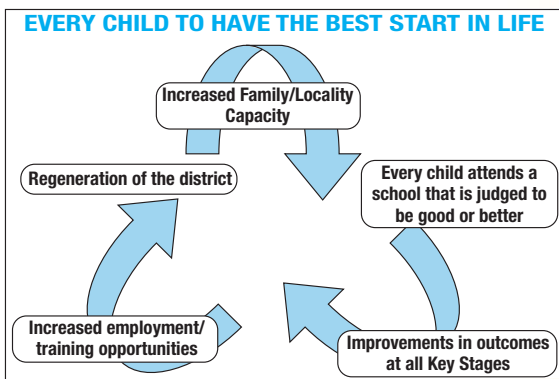 EVERY CHILD TO HAVE THE BEST START IN LIFE
Increased Family/Locality
Capacity
Regeneration of the district
Every child attends a
school that is judged to
be good or better
Increased employment/
training opportunities
Improvements in outcomes
at all Key Stages